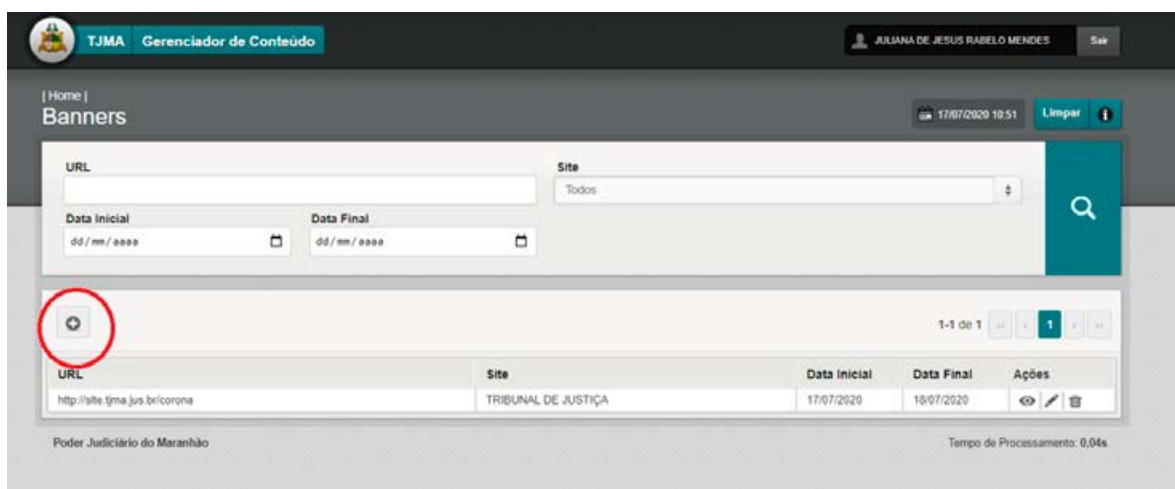 TJMA Gerenciador de Conteúdo
JULIANA DE JESUS RABELO MENDES Sair
| Home |
Banners
17/07/2020 10:51 Limpar
URL Site
Todos
Data Inicial Data Final
dd/mm/aaaa dd/mm/aaaa
1-1 de 1 « ‹ 1 › »
URL Site Data Inicial Data Final Ações
http://site.tjma.jus.br/corona TRIBUNAL DE JUSTIÇA 17/07/2020 18/07/2020
Poder Judiciário do Maranhão Tempo de Processamento: 0,04s